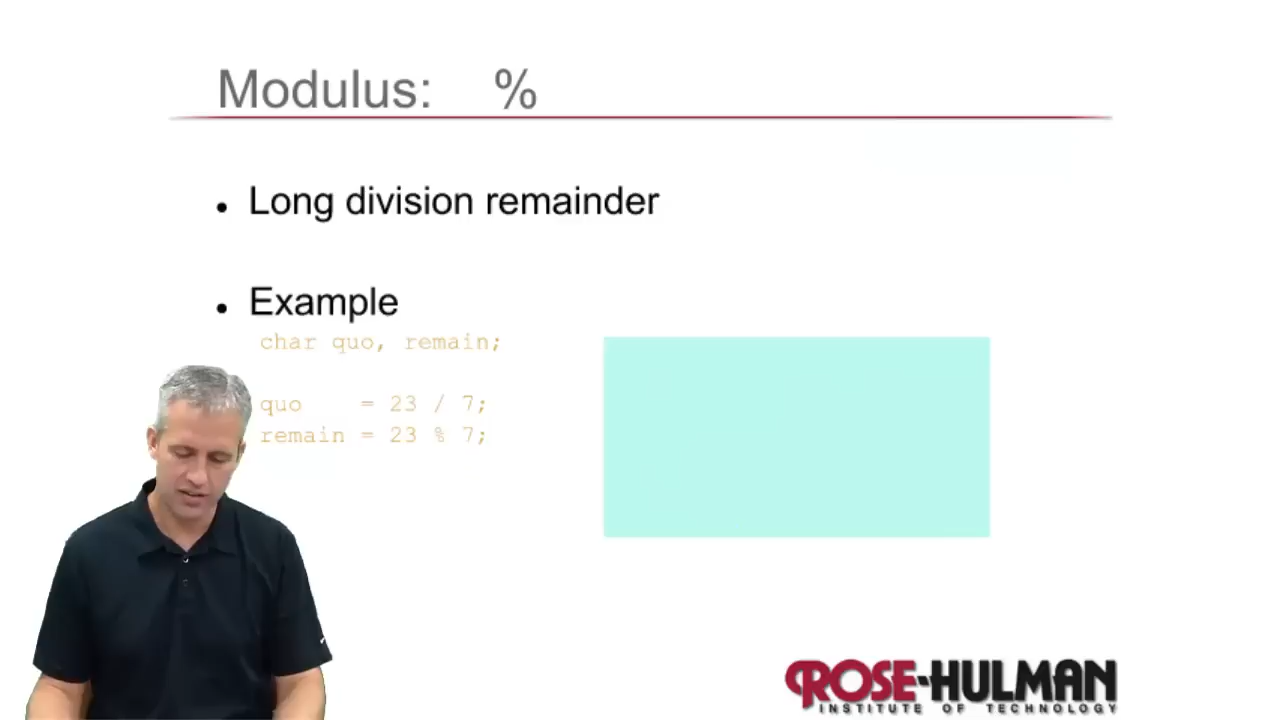 Modulus: %
• Long division remainder
• Example
char quo, remain;
quo = 23 / 7;
remain = 23 % 7;
ROSE-HULMAN
INSTITUTE OF TECHNOLOGY